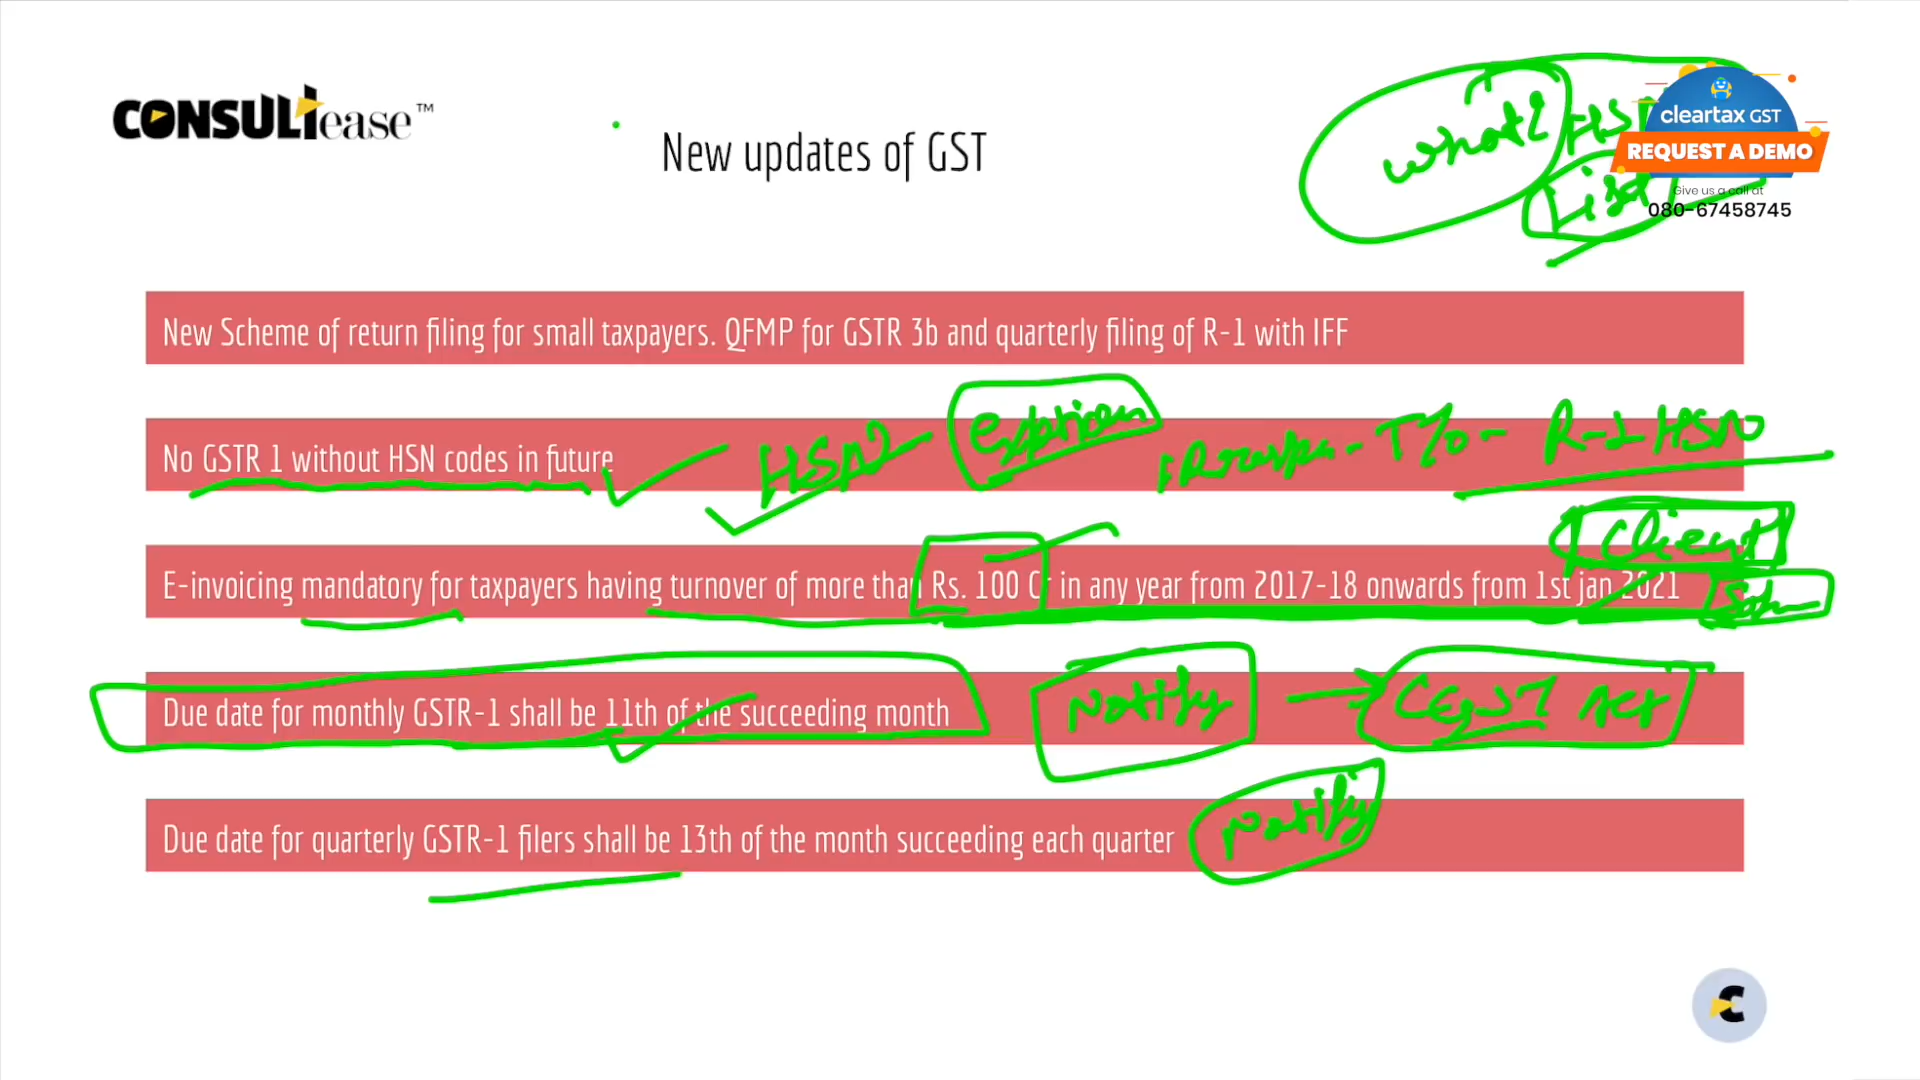 CONSULTease™
New updates of GST
what? HS
List
cleartax GST
REQUEST A DEMO
Give us a call at
080-67458745
New Scheme of return filing for small taxpayers. QFMP for GSTR 3b and quarterly filing of R-1 with IFF
No GSTR 1 without HSN codes in future
HSN
R-1 HSN
Client
E-invoicing mandatory for taxpayers having turnover of more than Rs. 100 Cr in any year from 2017-18 onwards from 1st jan 2021
Due date for monthly GSTR-1 shall be 11th of the succeeding month
Notify
CGST Act
Due date for quarterly GSTR-1 filers shall be 13th of the month succeeding each quarter
Notify